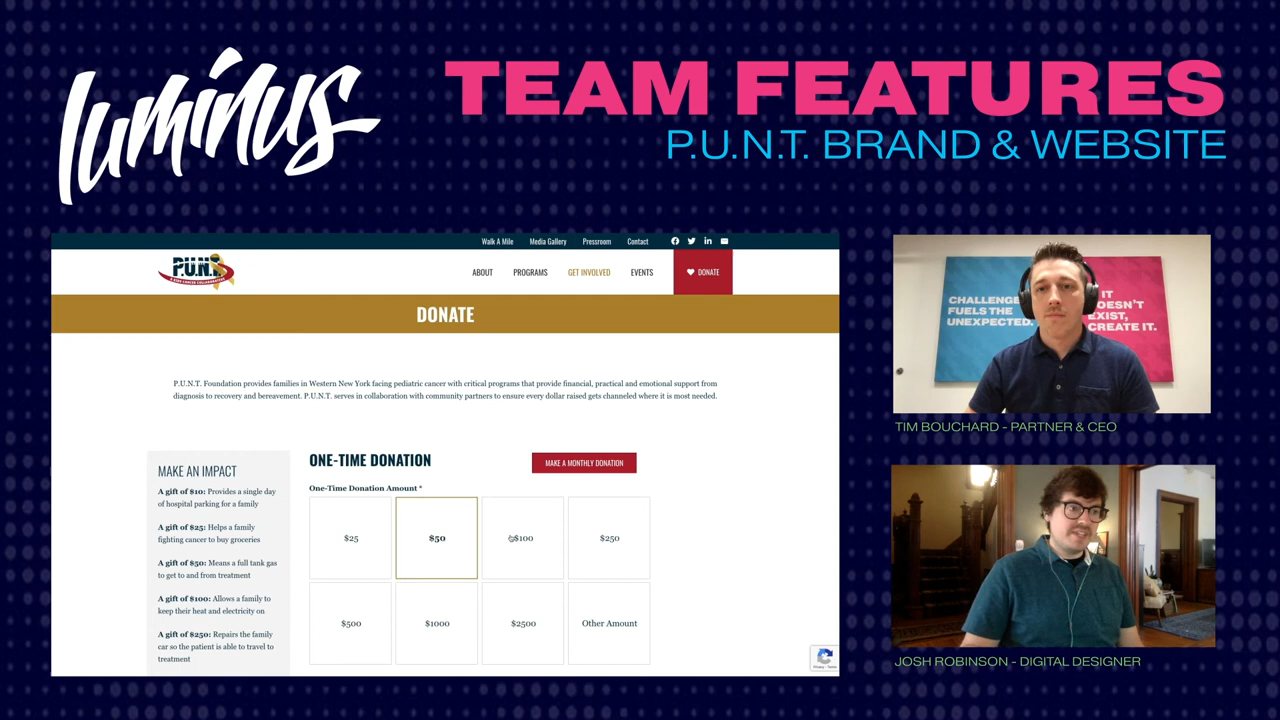 luminus
TEAM FEATURES
P.U.N.T. BRAND & WEBSITE
Walk A Mile Media Gallery Pressroom Contact
P.U.N.T.
ABOUT PROGRAMS GET INVOLVED EVENTS DONATE
DONATE
P.U.N.T. Foundation provides families in Western New York facing pediatric cancer with critical programs that provide financial, practical and emotional support from
diagnosis to recovery and bereavement. P.U.N.T. serves in collaboration with community partners to ensure every dollar raised gets channeled where it is most needed.
MAKE AN IMPACT
A gift of $10: Provides a single day
of hospital parking for a family
A gift of $25: Helps a family
fighting cancer to buy groceries
A gift of $50: Means a full tank gas
to get to and from treatment
A gift of $100: Allows a family to
keep their heat and electricity on
A gift of $250: Repairs the family
car so the patient is able to travel to
treatment
ONE-TIME DONATION
MAKE A MONTHLY DONATION
One-Time Donation Amount *
$25 $50 $100 $250
$500 $1000 $2500 Other Amount
CHALLENGE
FUELS THE
UNEXPECTED.
IT
DOESN'T
EXIST,
CREATE IT.
TIM BOUCHARD - PARTNER & CEO
JOSH ROBINSON - DIGITAL DESIGNER